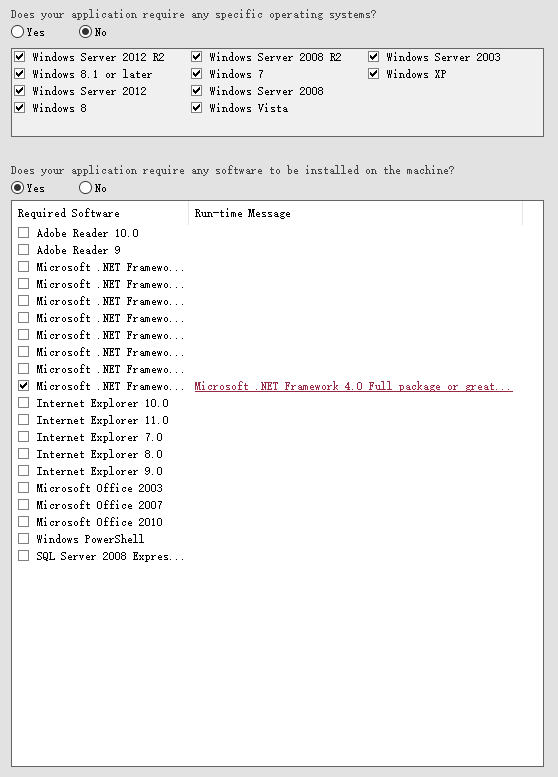 Does your application require any specific operating systems?
Yes No
Windows Server 2012 R2 Windows Server 2008 R2 Windows Server 2003
Windows 8.1 or later Windows 7 Windows XP
Windows Server 2012 Windows Server 2008
Windows 8 Windows Vista
Does your application require any software to be installed on the machine?
Yes No
Required Software Run-time Message
Adobe Reader 10.0
Adobe Reader 9
Microsoft .NET Framewo...
Microsoft .NET Framewo...
Microsoft .NET Framewo...
Microsoft .NET Framewo...
Microsoft .NET Framewo...
Microsoft .NET Framewo...
Microsoft .NET Framewo...
Microsoft .NET Framewo... Microsoft .NET Framework 4.0 Full package or great...
Internet Explorer 10.0
Internet Explorer 11.0
Internet Explorer 7.0
Internet Explorer 8.0
Internet Explorer 9.0
Microsoft Office 2003
Microsoft Office 2007
Microsoft Office 2010
Windows PowerShell
SQL Server 2008 Expres...